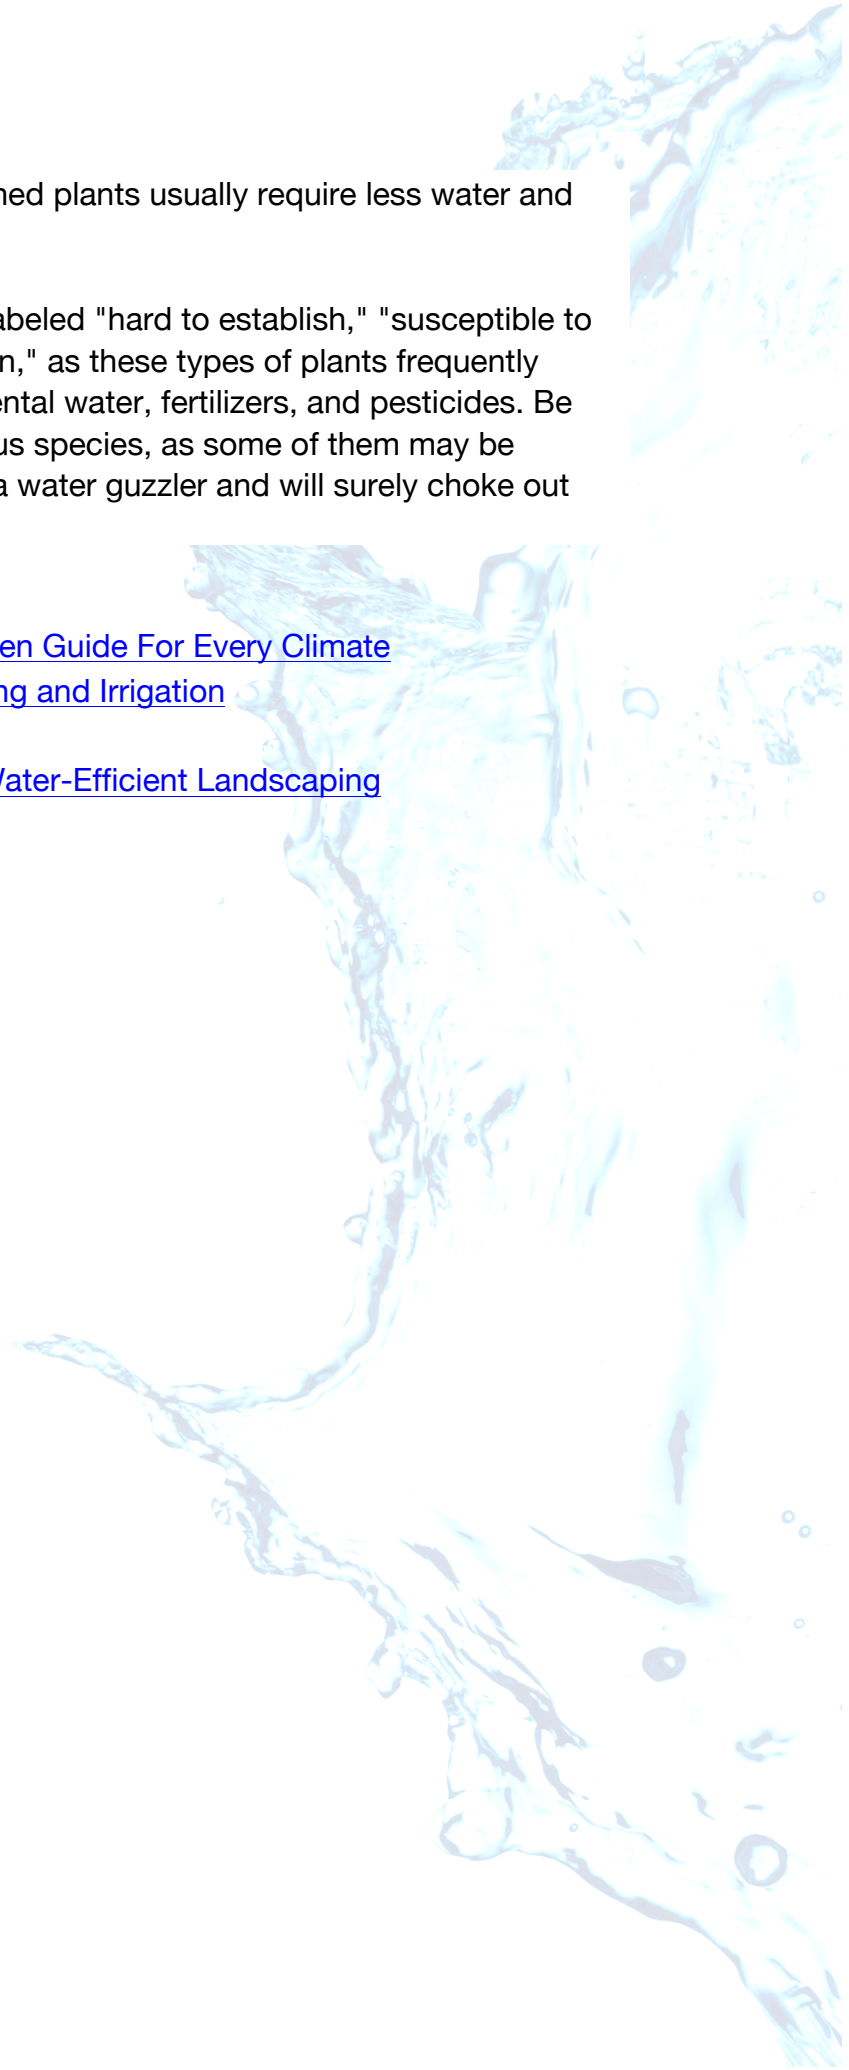 ned plants usually require less water and
abeled "hard to establish," "susceptible to
n," as these types of plants frequently
ental water, fertilizers, and pesticides. Be
us species, as some of them may be
a water guzzler and will surely choke out
en Guide For Every Climate
ng and Irrigation
Water-Efficient Landscaping